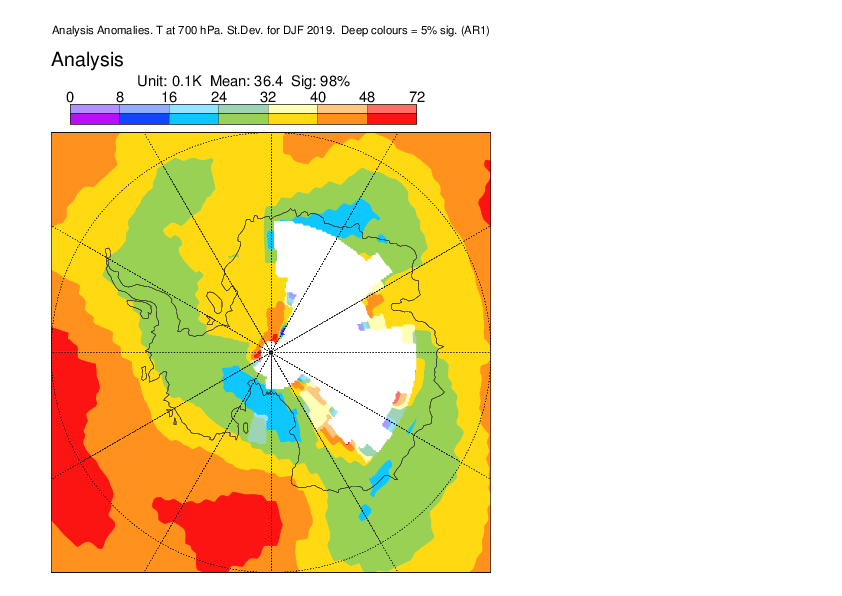 Analysis Anomalies. T at 700 hPa. St.Dev. for DJF 2019.  Deep colours = 5% sig. (AR1)
Analysis
Unit: 0.1K  Mean: 36.4  Sig: 98%
0 8 16 24 32 40 48 72